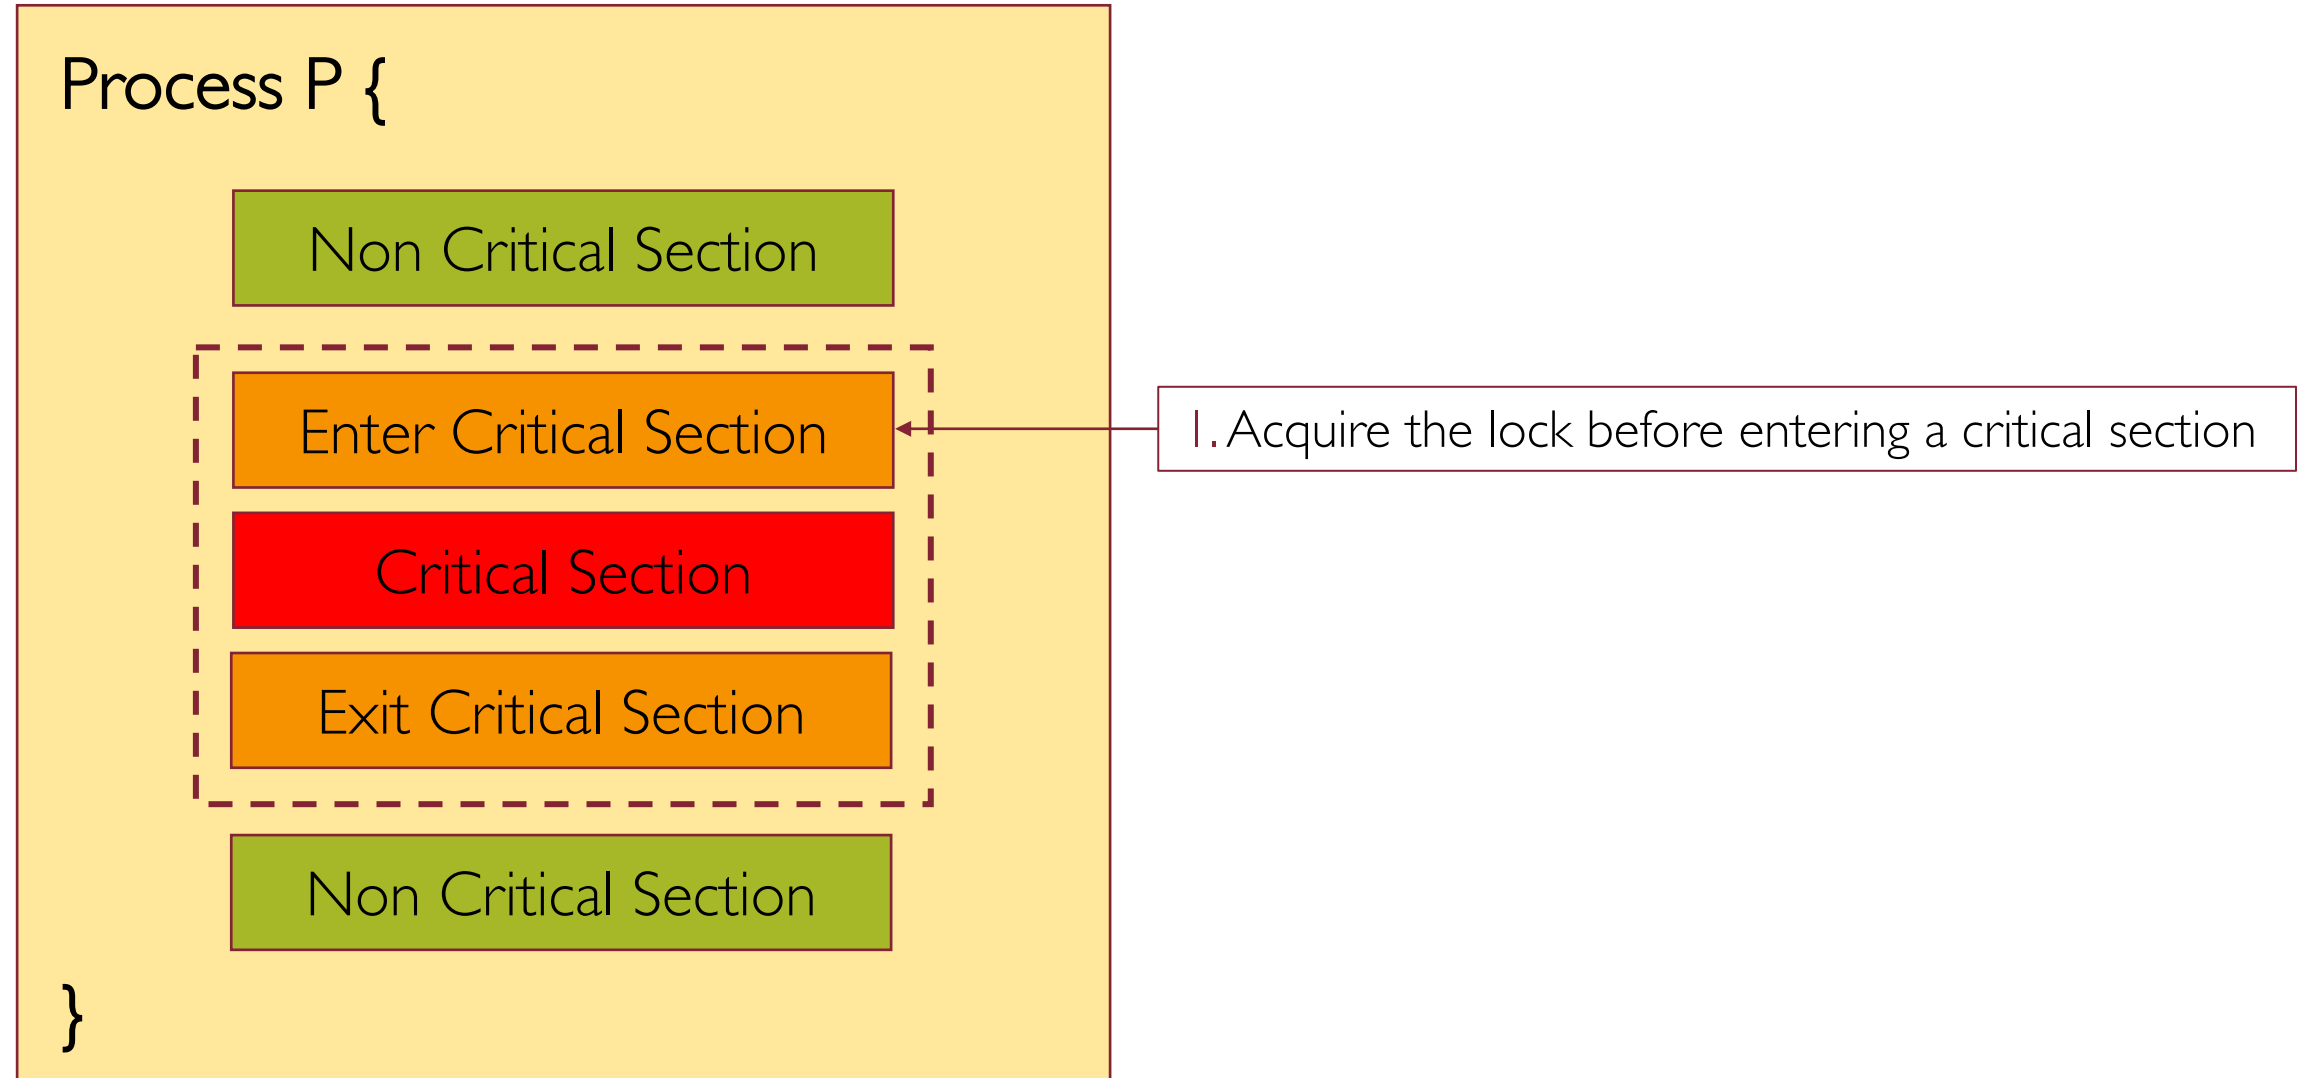 Process P {
Non Critical Section
Enter Critical Section
1. Acquire the lock before entering a critical section
Critical Section
Exit Critical Section
Non Critical Section
}